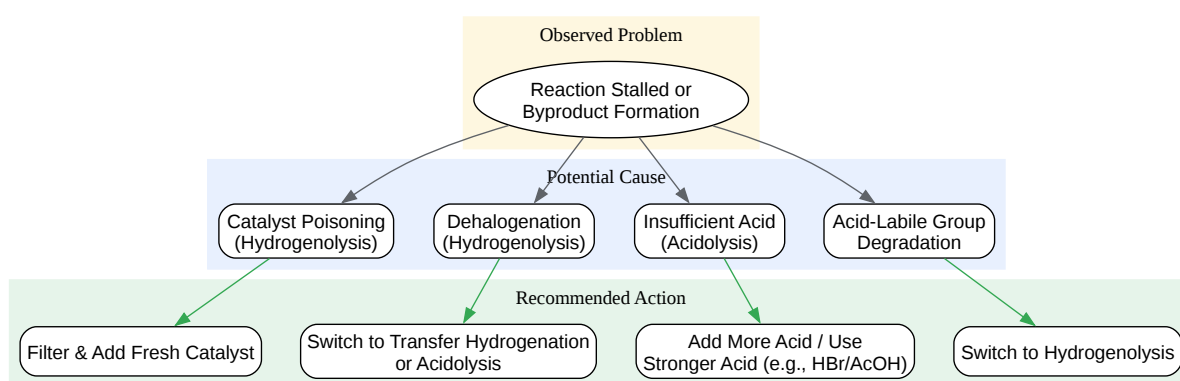 Observed Problem
Reaction Stalled or
Byproduct Formation
Potential Cause
Catalyst Poisoning
(Hydrogenolysis)
Dehalogenation
(Hydrogenolysis)
Insufficient Acid
(Acidolysis)
Acid-Labile Group
Degradation
Recommended Action
Filter & Add Fresh Catalyst
Switch to Transfer Hydrogenation
or Acidolysis
Add More Acid / Use
Stronger Acid (e.g., HBr/AcOH)
Switch to Hydrogenolysis